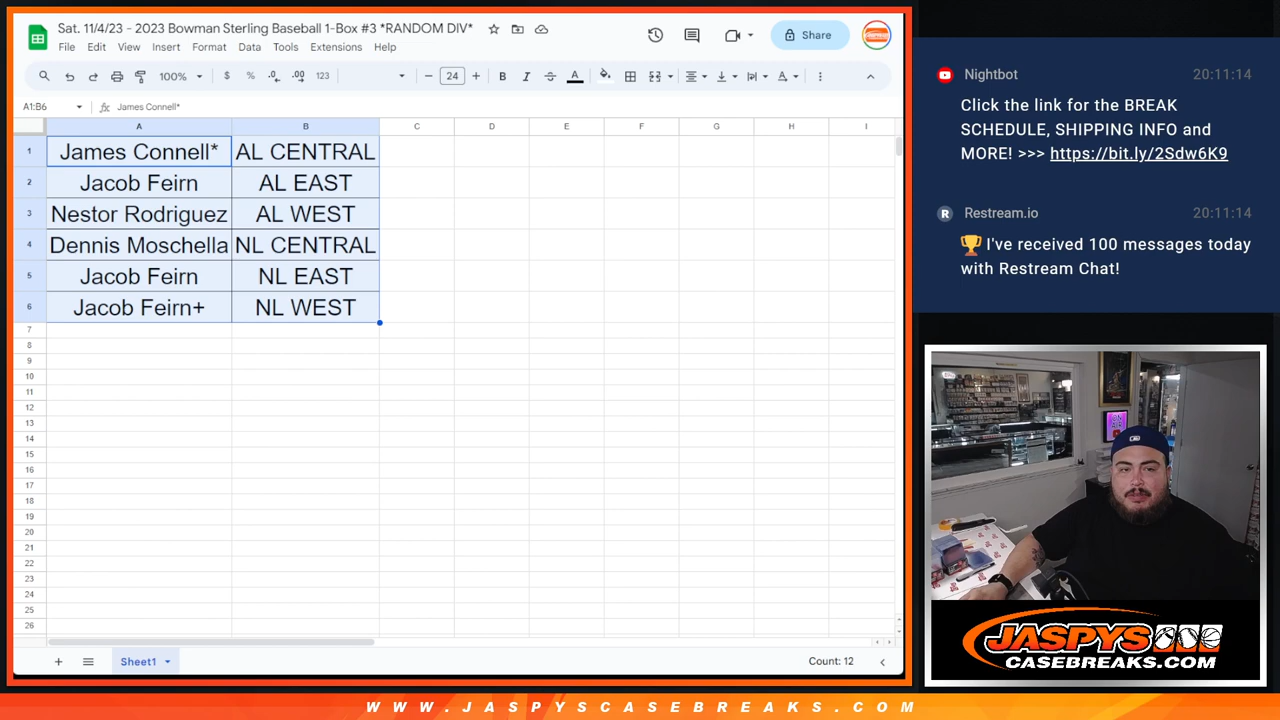 Sat. 11/4/23 - 2023 Bowman Sterling Baseball 1-Box #3 *RANDOM DIV*
File Edit View Insert Format Data Tools Extensions Help
Share
100% $ % .0 .00 123 24 B I A
A1:B6 fx James Connell*
A B C D E F G H I
1 James Connell* AL CENTRAL
2 Jacob Feirn AL EAST
3 Nestor Rodriguez AL WEST
4 Dennis Moschella NL CENTRAL
5 Jacob Feirn NL EAST
6 Jacob Feirn+ NL WEST
7
8
9
10
11
12
13
14
15
16
17
18
19
20
21
22
23
24
25
26
Sheet1
Count: 12
Nightbot 20:11:14
Click the link for the BREAK
SCHEDULE, SHIPPING INFO and
MORE! >>> https://bit.ly/2Sdw6K9
R Restream.io 20:11:14
🏆 I've received 100 messages today
with Restream Chat!
ON
AIR
JASPYS
CASEBREAKS.COM
WWW.JASPYSCASEBREAKS.COM